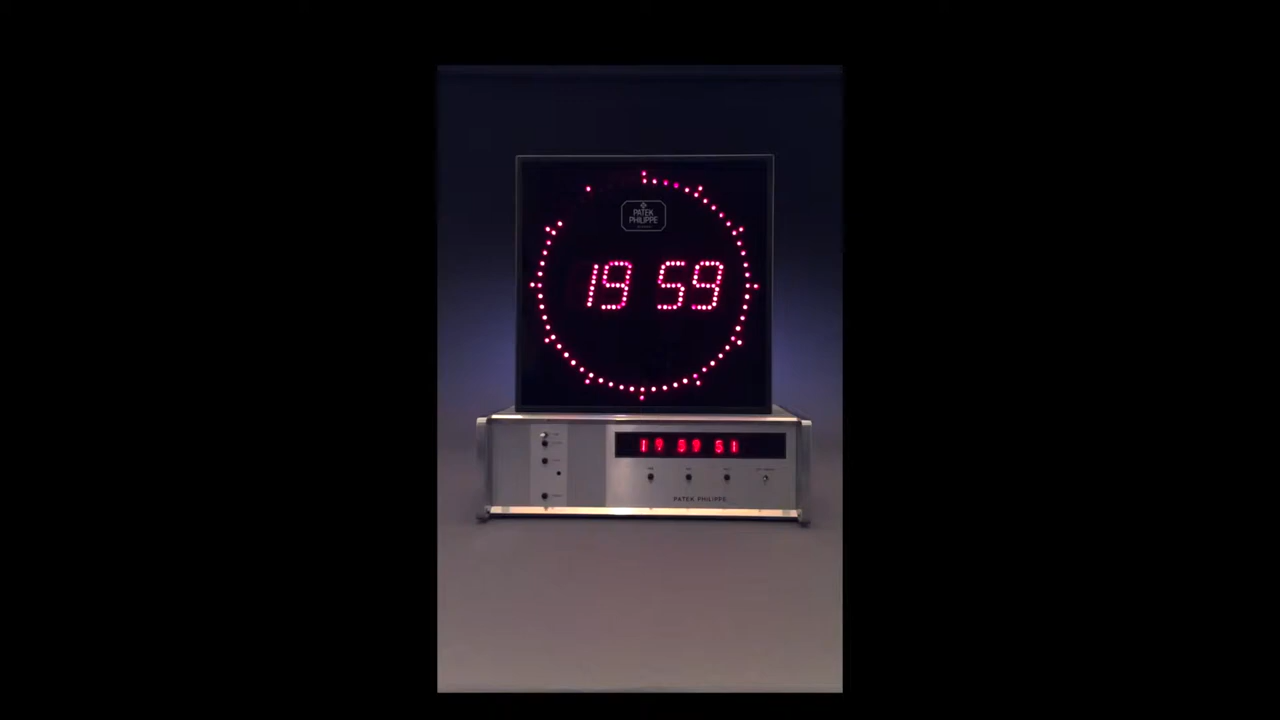 PATEK
PHILIPPE
19 59
19 59 51
PATEK PHILIPPE